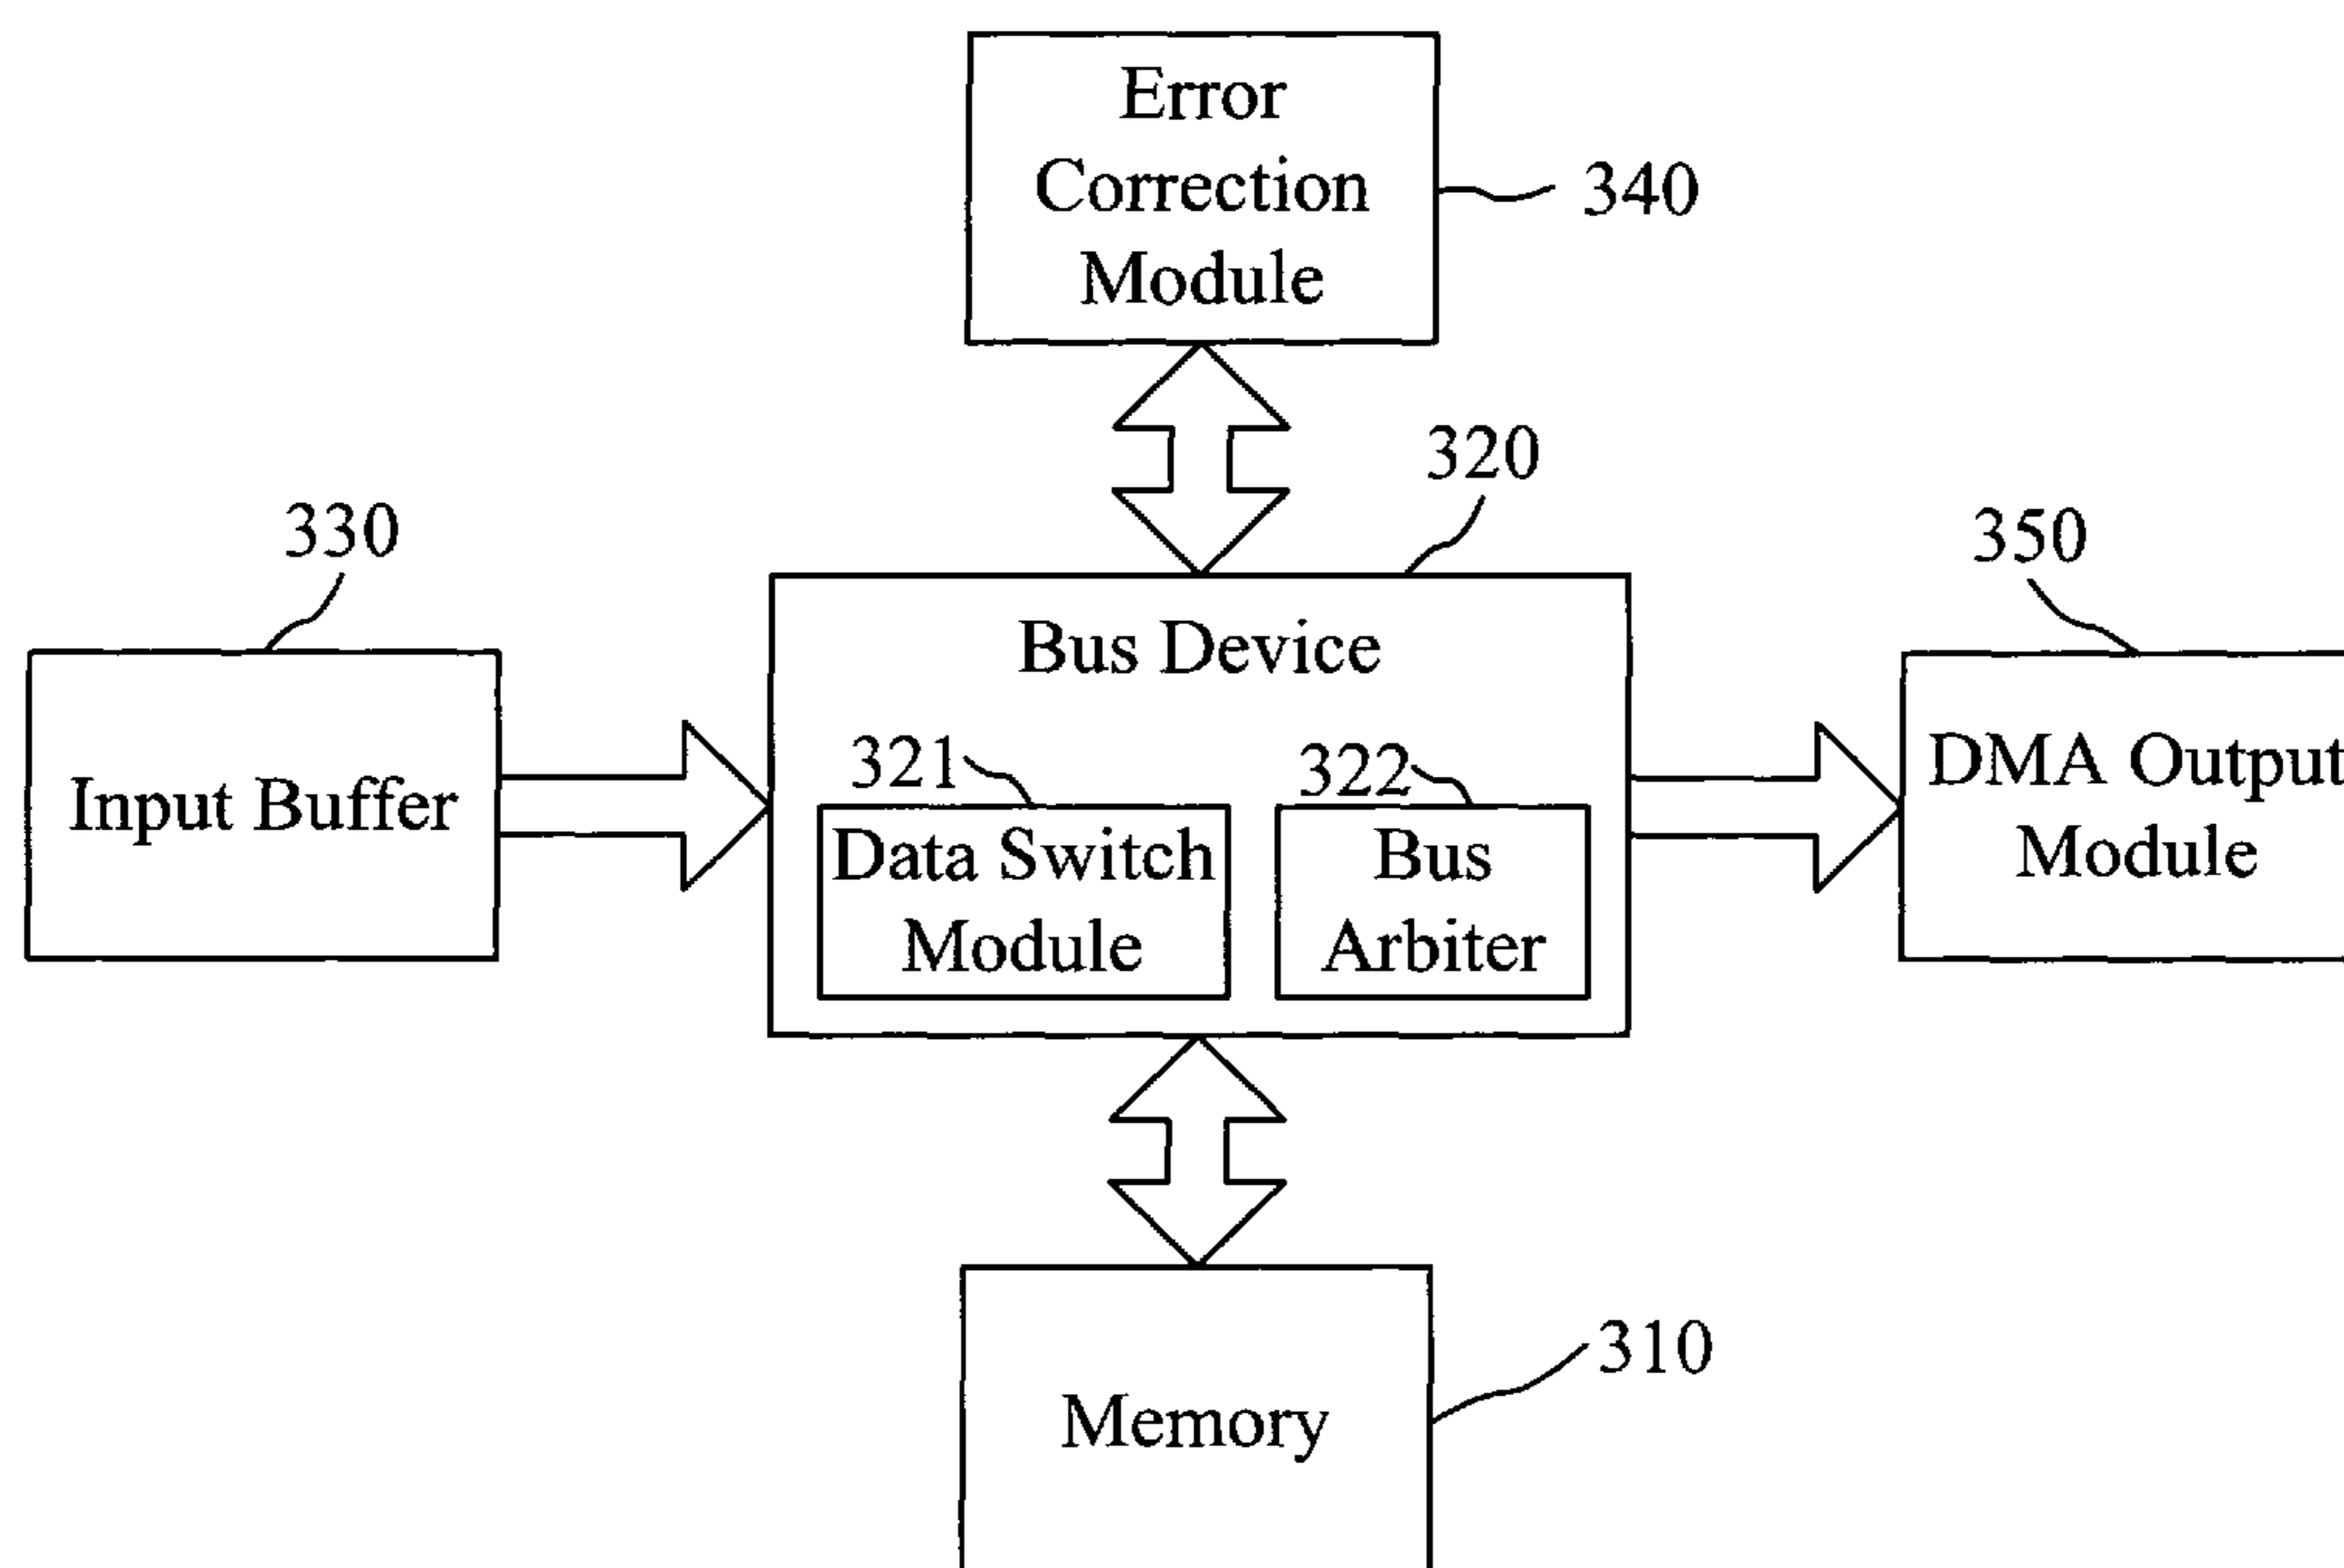 Error
Correction
Module
340
320
330
350
Bus Device
321
322
Input Buffer
Data Switch
Module
Bus
Arbiter
DMA Output
Module
310
Memory